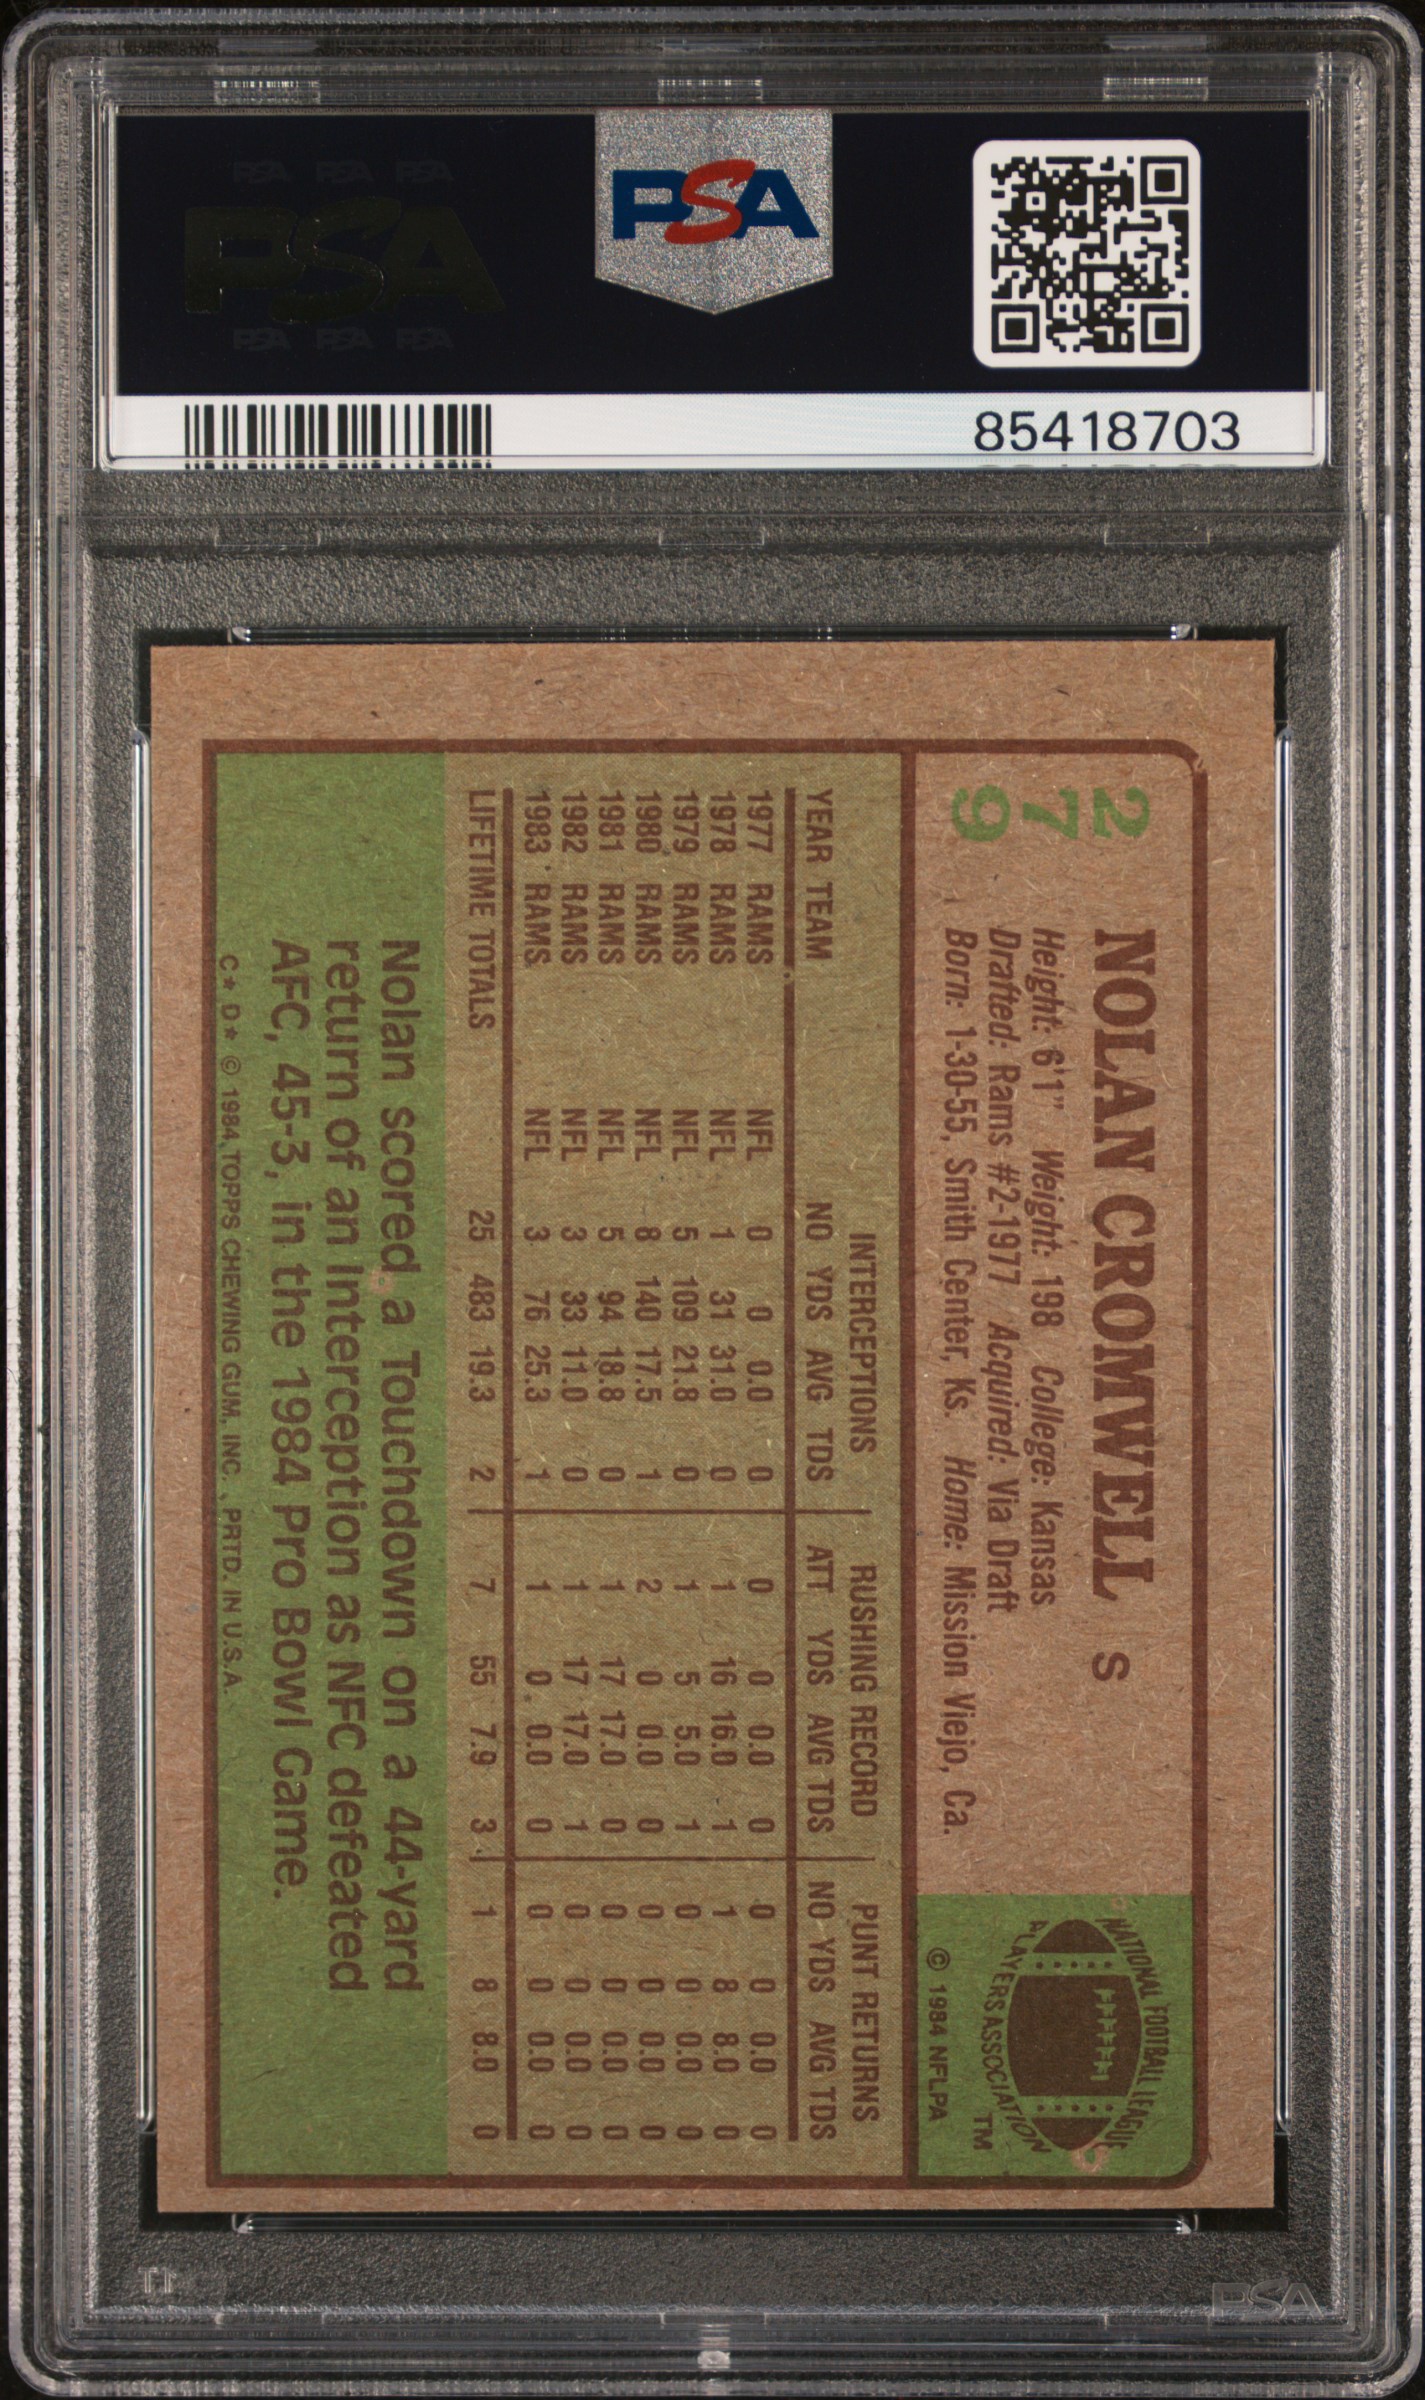 PSA PSA PSA
PSA
PSA PSA PSA
PSA
85418703
279
NOLAN CROMWELL S
Height: 6'1" Weight: 198 College: Kansas
Drafted: Rams #2-1977 Acquired: Via Draft
Born: 1-30-55, Smith Center, Ks. Home: Mission Viejo, Ca.
NATIONAL FOOTBALL LEAGUE
PLAYERS ASSOCIATION TM
© 1984 NFLPA
INTERCEPTIONS RUSHING RECORD PUNT RETURNS
YEAR TEAM NO YDS AVG TDS ATT YDS AVG TDS NO YDS AVG TDS
1977 RAMS NFL 0 0 0.0 0 0 0 0.0 0 0 0 0.0 0
1978 RAMS NFL 1 31 31.0 0 1 16 16.0 1 1 8 8.0 0
1979 RAMS NFL 5 109 21.8 0 1 5 5.0 1 0 0 0.0 0
1980 RAMS NFL 8 140 17.5 1 2 0 0.0 0 0 0 0.0 0
1981 RAMS NFL 5 94 18.8 0 1 17 17.0 0 0 0 0.0 0
1982 RAMS NFL 3 33 11.0 0 1 17 17.0 1 0 0 0.0 0
1983 RAMS NFL 3 76 25.3 1 1 0 0.0 0 0 0 0.0 0
LIFETIME TOTALS 25 483 19.3 2 7 55 7.9 3 1 8 8.0 0
Nolan scored a Touchdown on a 44-yard
return of an Interception as NFC defeated
AFC, 45-3, in the 1984 Pro Bowl Game.
C* D* © 1984 TOPPS CHEWING GUM, INC., PRTD. IN U.S.A.
PSA